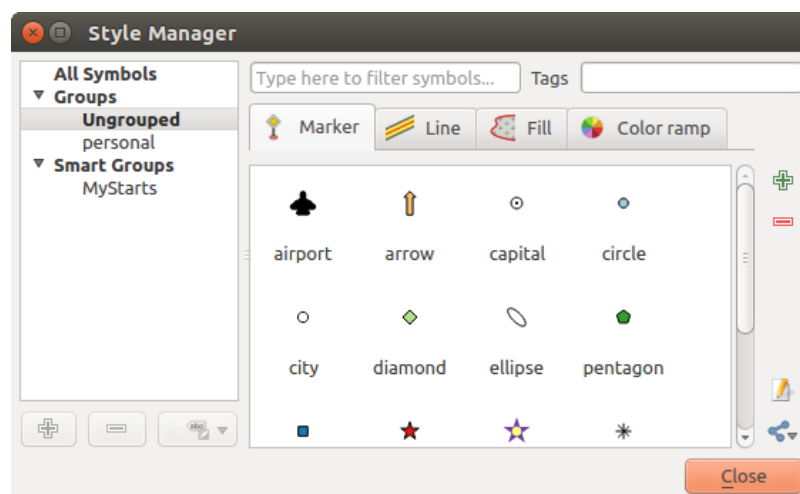 Style Manager
All Symbols
Groups
Ungrouped
personal
Smart Groups
MyStarts
Type here to filter symbols...
Tags
Marker
Line
Fill
Color ramp
airport
arrow
capital
circle
city
diamond
ellipse
pentagon
abc
Close